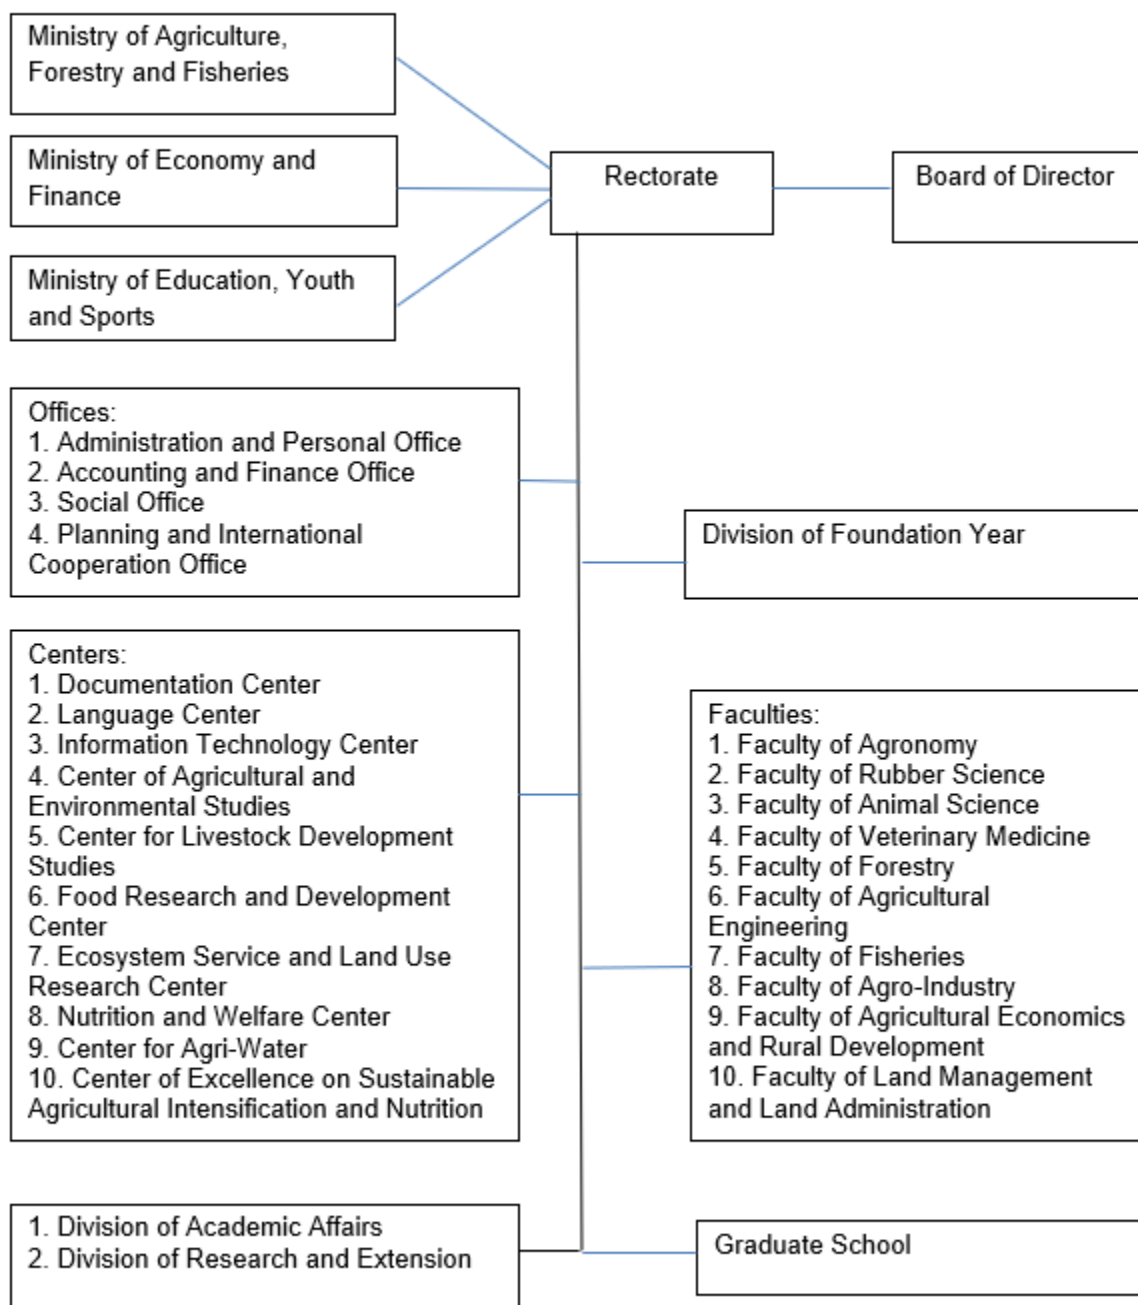 Ministry of Agriculture,
Forestry and Fisheries
Ministry of Economy and
Finance
Ministry of Education, Youth
and Sports
Rectorate
Board of Director
Offices:
1. Administration and Personal Office
2. Accounting and Finance Office
3. Social Office
4. Planning and International
Cooperation Office
Division of Foundation Year
Centers:
1. Documentation Center
2. Language Center
3. Information Technology Center
4. Center of Agricultural and
Environmental Studies
5. Center for Livestock Development
Studies
6. Food Research and Development
Center
7. Ecosystem Service and Land Use
Research Center
8. Nutrition and Welfare Center
9. Center for Agri-Water
10. Center of Excellence on Sustainable
Agricultural Intensification and Nutrition
Faculties:
1. Faculty of Agronomy
2. Faculty of Rubber Science
3. Faculty of Animal Science
4. Faculty of Veterinary Medicine
5. Faculty of Forestry
6. Faculty of Agricultural
Engineering
7. Faculty of Fisheries
8. Faculty of Agro-Industry
9. Faculty of Agricultural Economics
and Rural Development
10. Faculty of Land Management
and Land Administration
1. Division of Academic Affairs
2. Division of Research and Extension
Graduate School